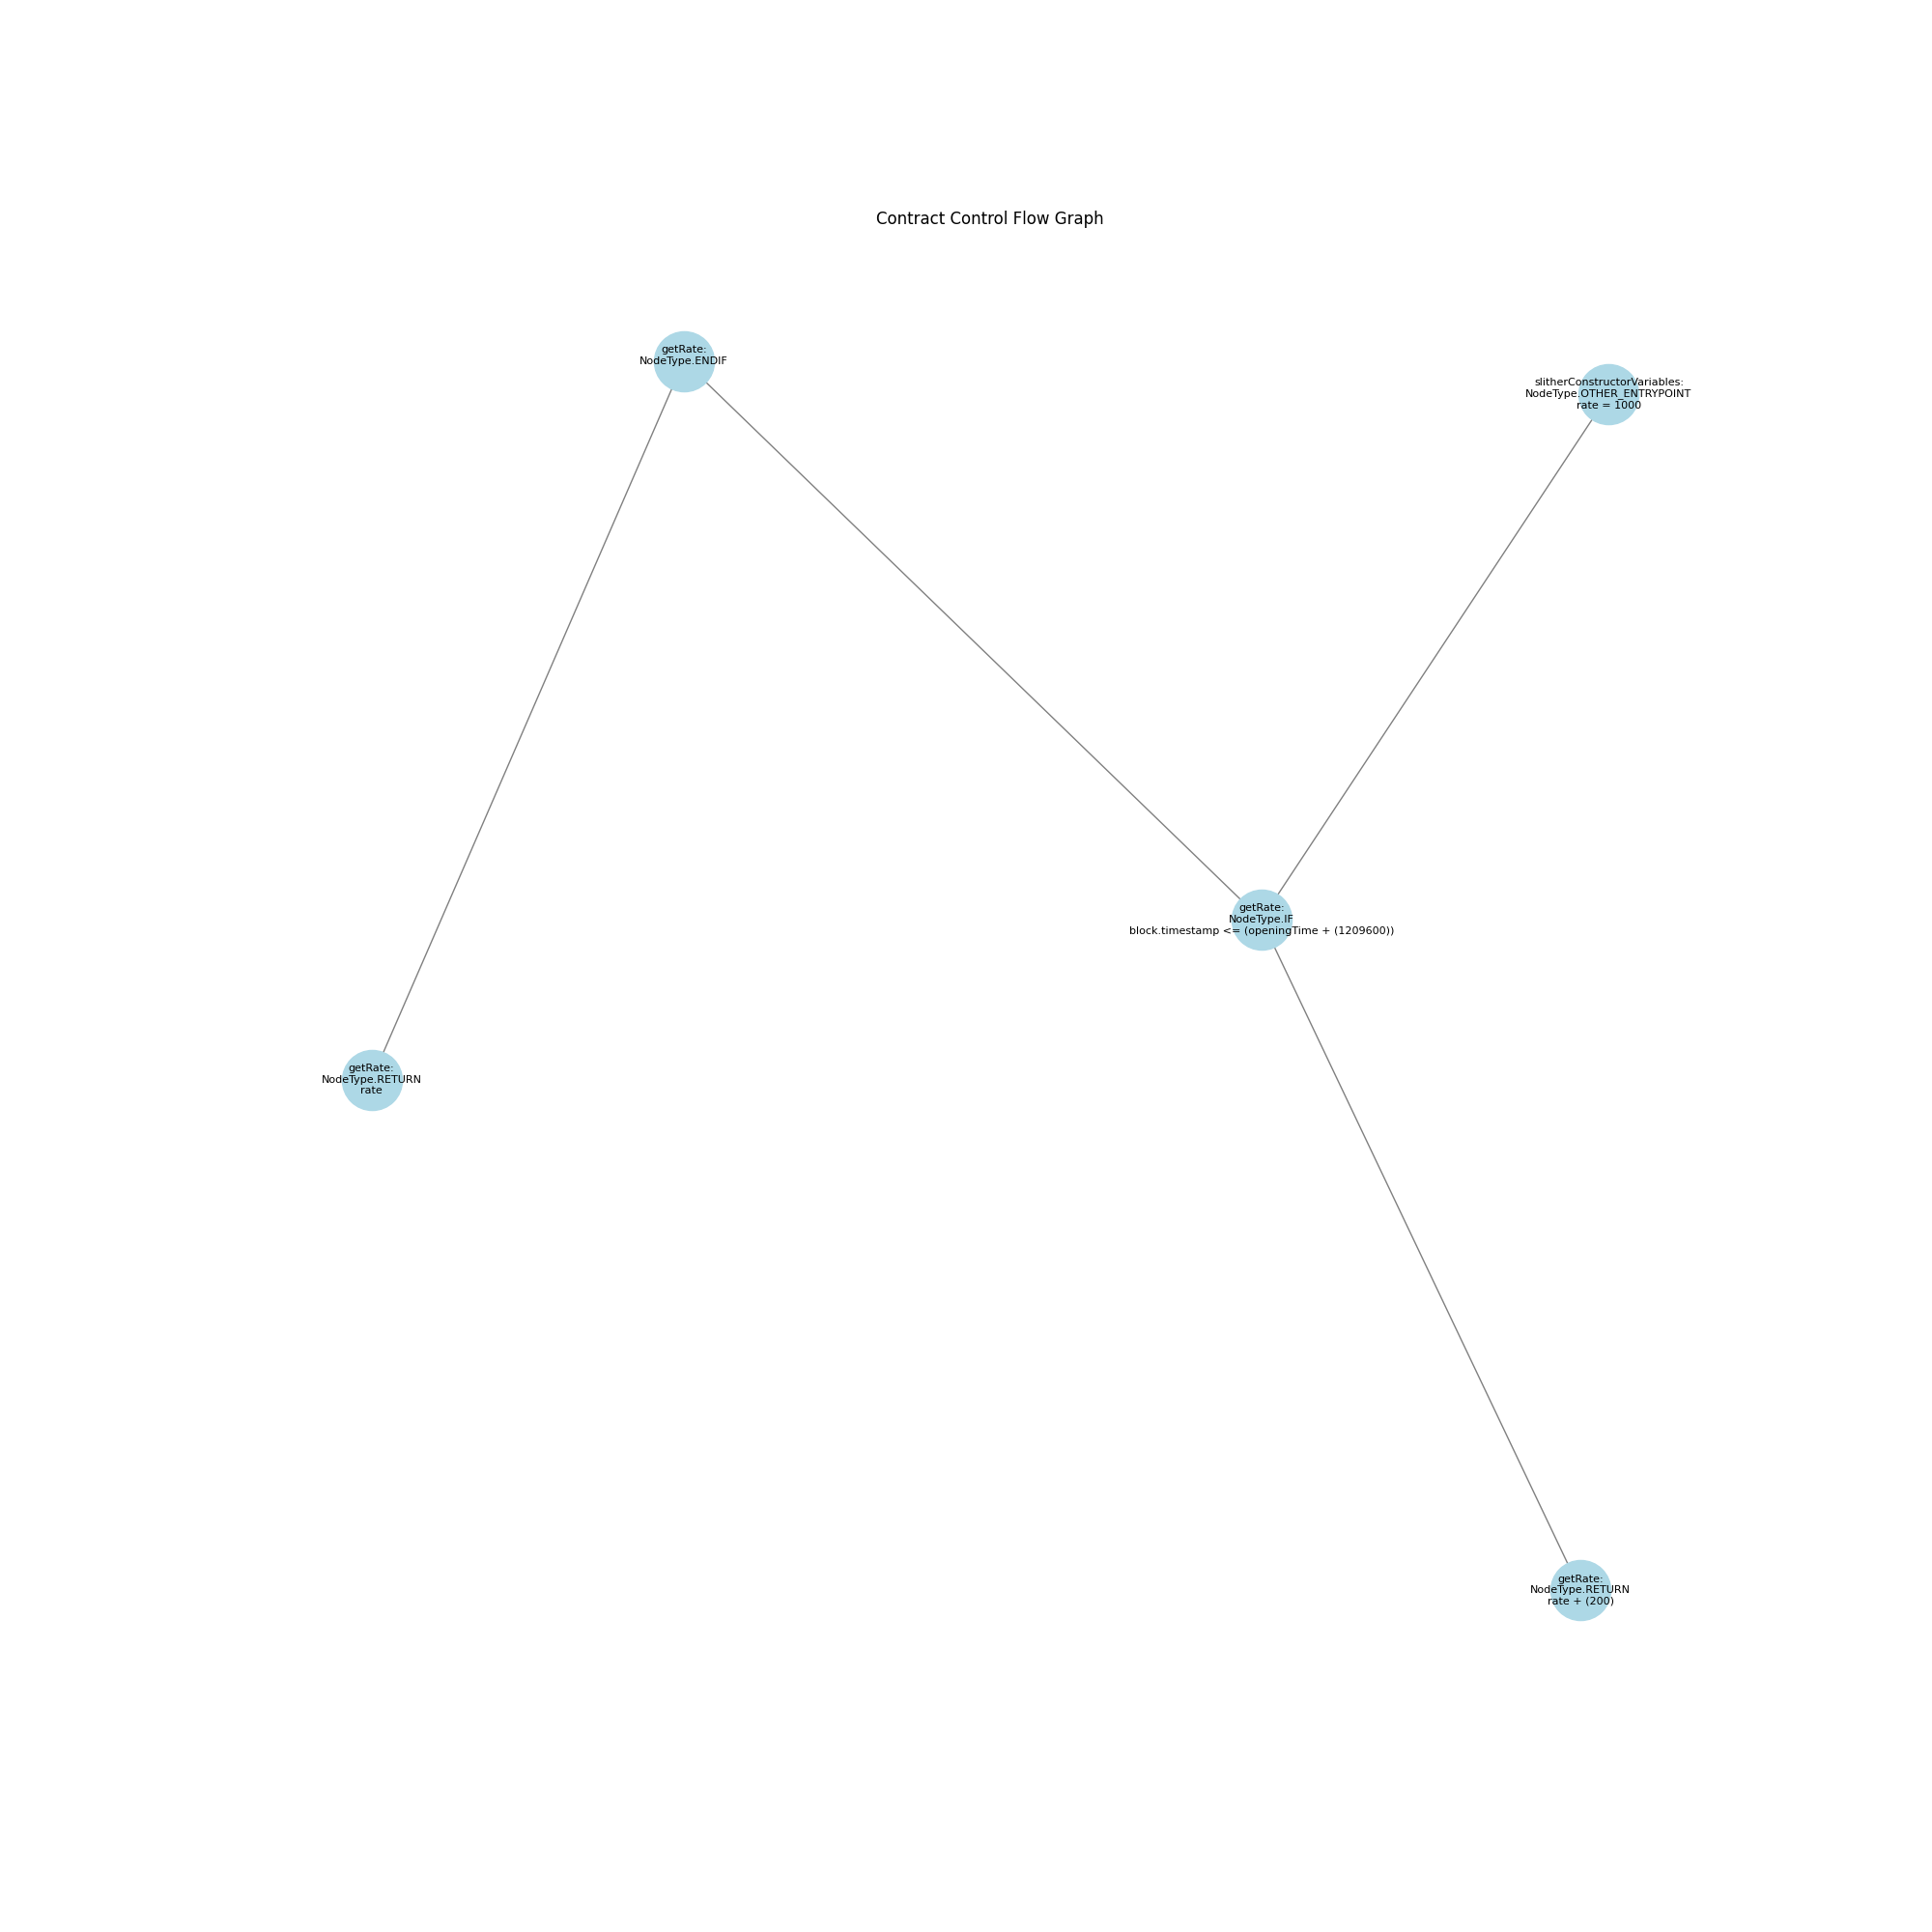 Contract Control Flow Graph
getRate:
NodeType.ENDIF
slitherConstructorVariables:
NodeType.OTHER_ENTRYPOINT
rate = 1000
getRate:
NodeType.IF
block.timestamp <= (openingTime + (1209600))
getRate:
NodeType.RETURN
rate
getRate:
NodeType.RETURN
rate + (200)